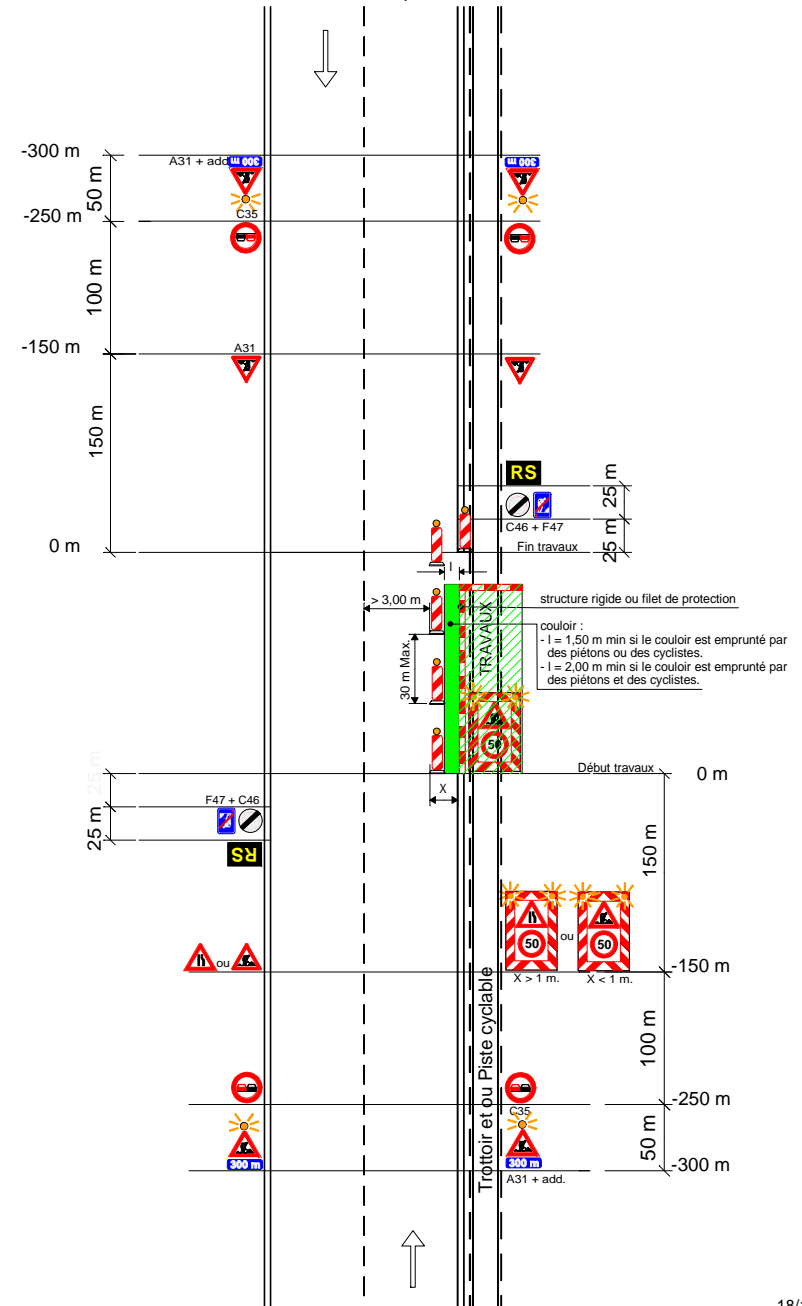 -300 m
A31 + add.
300 m
300 m
50 m
-250 m
C35
100 m
-150 m
A31
150 m
RS
25 m
C46 + F47
25 m
0 m
Fin travaux
l
> 3,00 m
structure rigide ou filet de protection
TRAVAUX
couloir :
- l = 1,50 m min si le couloir est emprunté par
des piétons ou des cyclistes.
- l = 2,00 m min si le couloir est emprunté par
des piétons et des cyclistes.
30 m Max.
50
Début travaux
0 m
X
25 m
F47 + C46
25 m
RS
150 m
ou
50
ou
50
X > 1 m.
X < 1 m.
-150 m
Trottoir et ou Piste cyclable
100 m
-250 m
C35
50 m
300 m
300 m
-300 m
A31 + add.